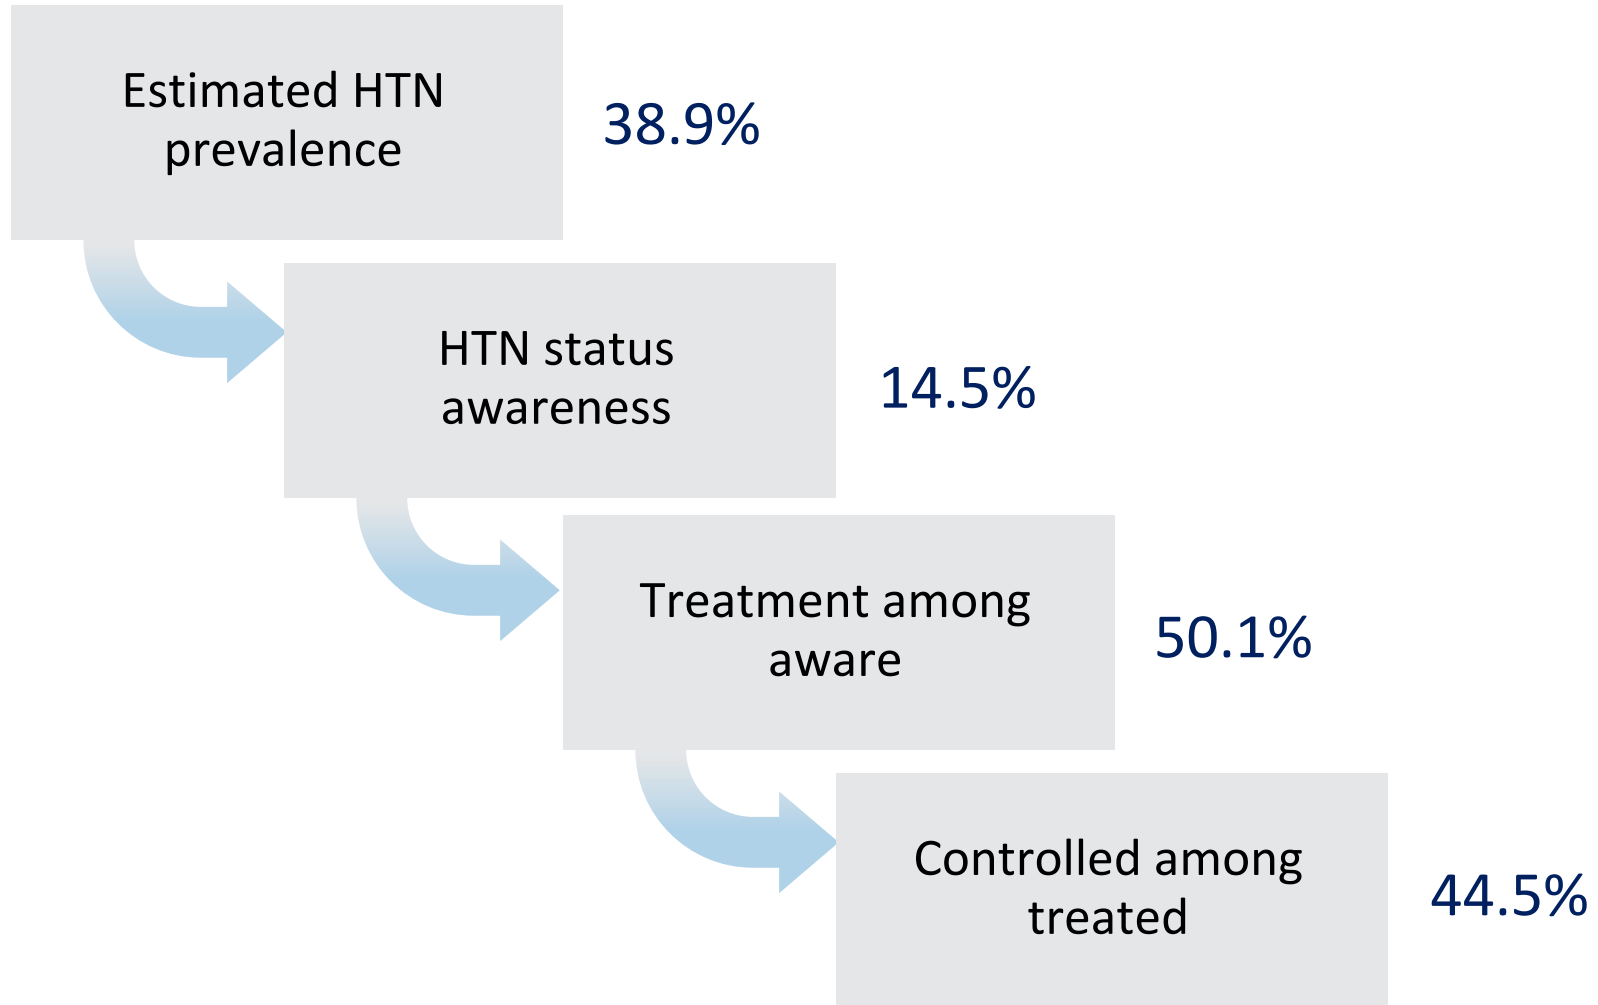 Estimated HTN
prevalence
38.9%
HTN status
awareness
14.5%
Treatment among
aware
50.1%
Controlled among
treated
44.5%